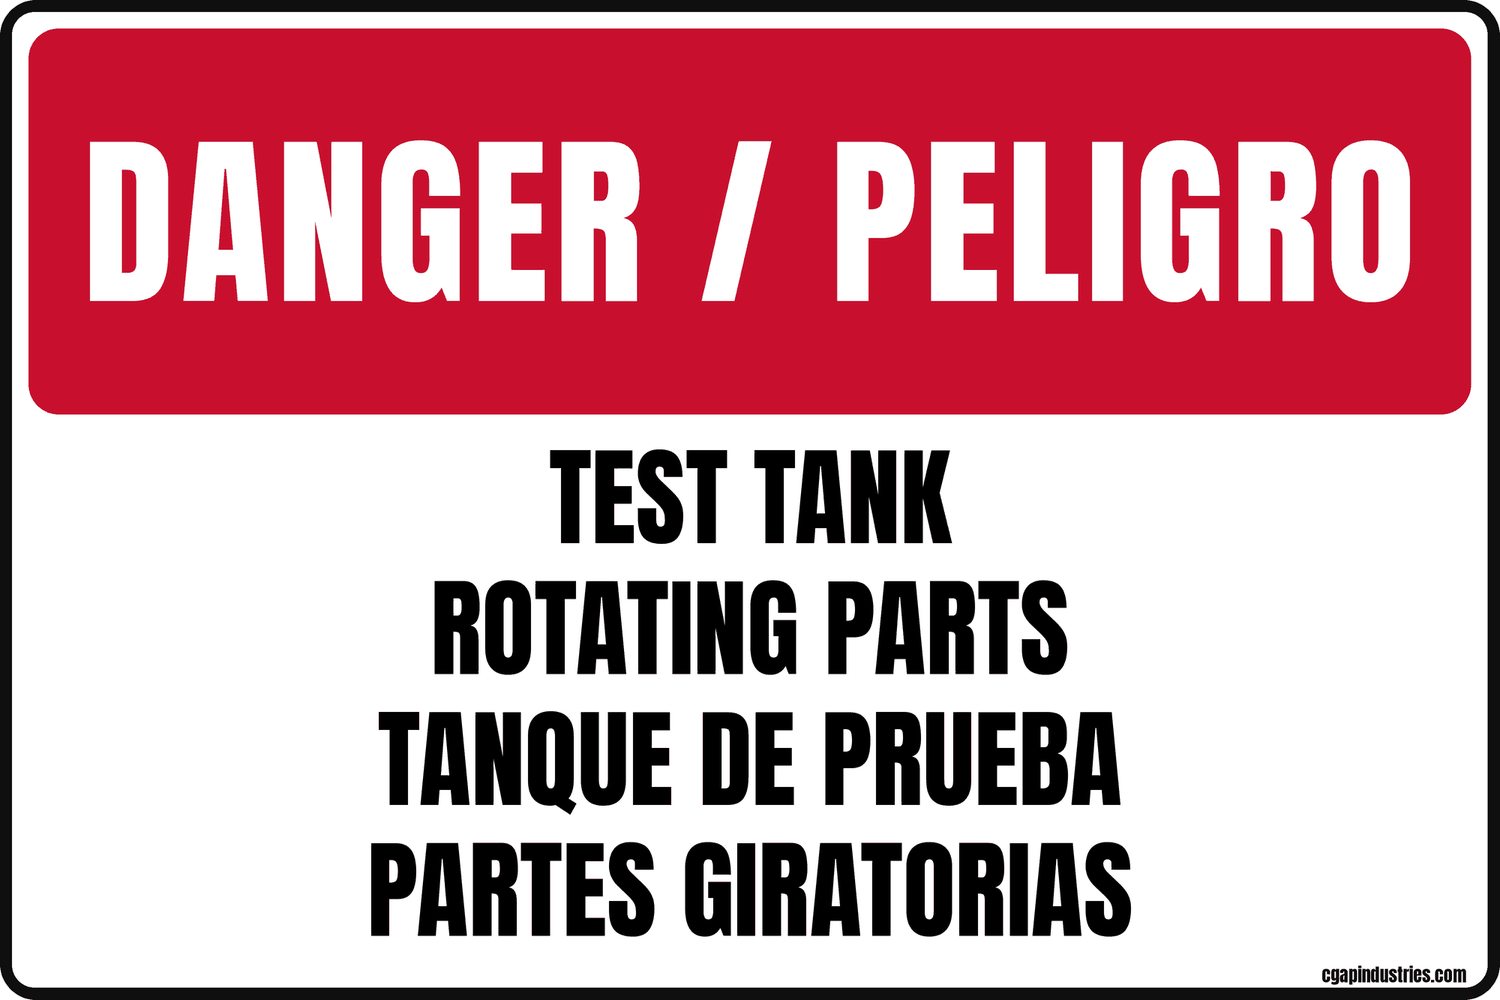 DANGER / PELIGRO
TEST TANK
ROTATING PARTS
TANQUE DE PRUEBA
PARTES GIRATORIAS
cgapindustries.com